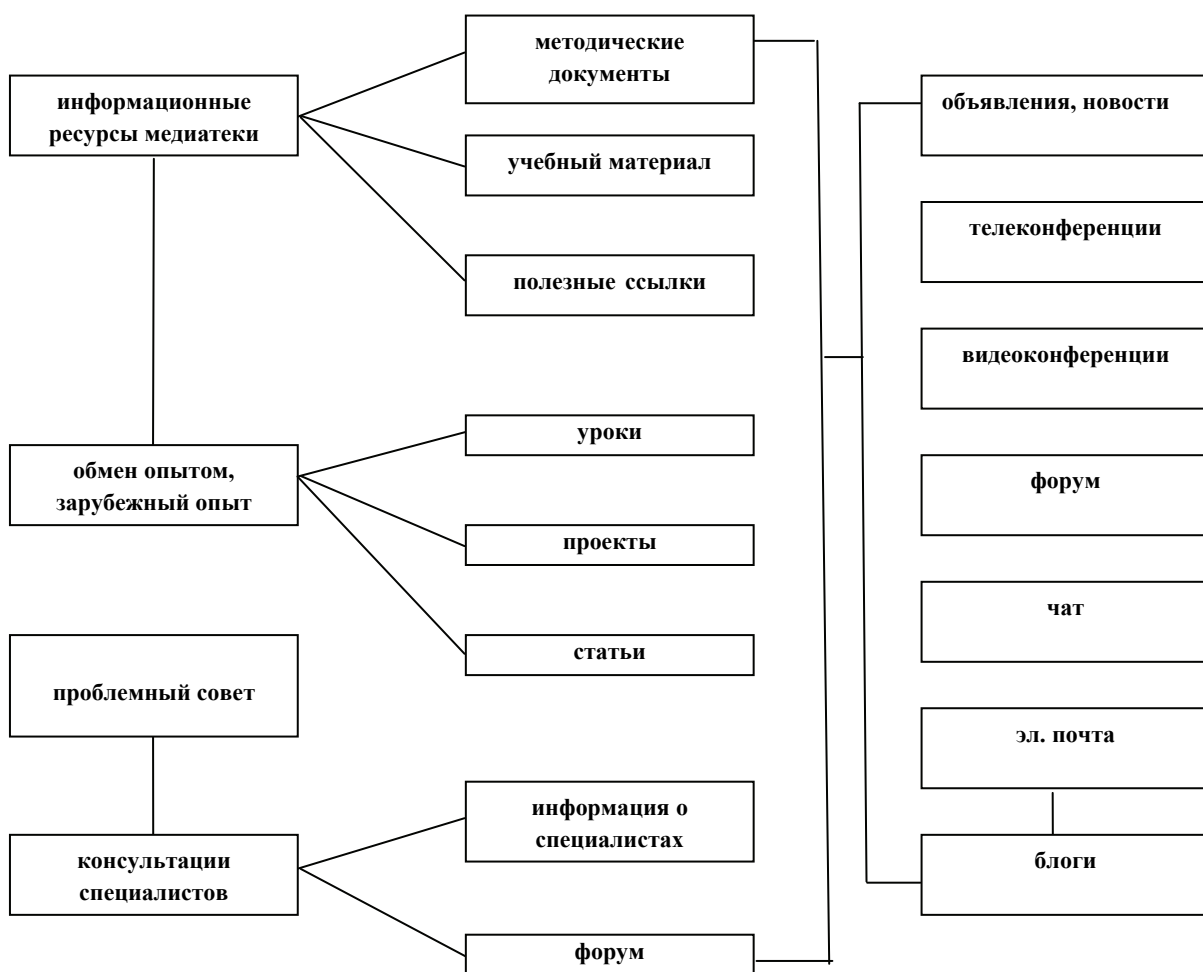 методические
документы
информационные
ресурсы медиатеки
учебный материал
полезные ссылки
обмен опытом,
зарубежный опыт
уроки
проекты
статьи
проблемный совет
консультации
специалистов
информация о
специалистах
форум
объявления, новости
телеконференции
видеоконференции
форум
чат
эл. почта
блоги